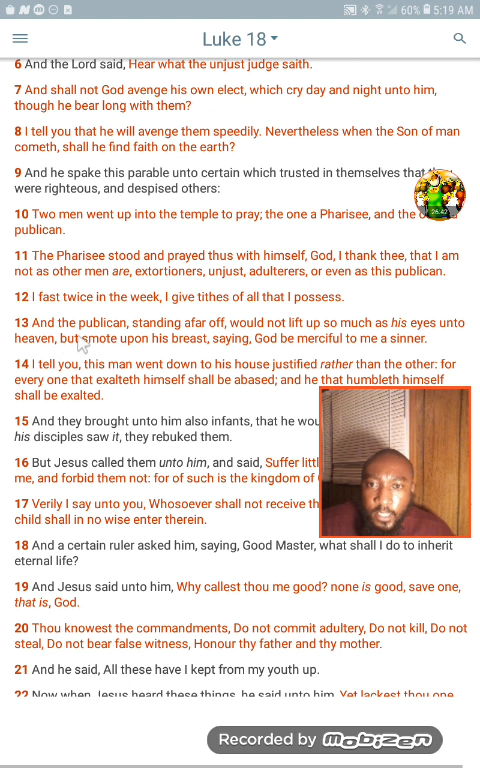 60% 5:19 AM
Luke 18
6 And the Lord said, Hear what the unjust judge saith.
7 And shall not God avenge his own elect, which cry day and night unto him,
though he bear long with them?
8 I tell you that he will avenge them speedily. Nevertheless when the Son of man
cometh, shall he find faith on the earth?
9 And he spake this parable unto certain which trusted in themselves that
were righteous, and despised others:
26:42
10 Two men went up into the temple to pray; the one a Pharisee, and the
publican.
11 The Pharisee stood and prayed thus with himself, God, I thank thee, that I am
not as other men are, extortioners, unjust, adulterers, or even as this publican.
12 I fast twice in the week, I give tithes of all that I possess.
13 And the publican, standing afar off, would not lift up so much as his eyes unto
heaven, but smote upon his breast, saying, God be merciful to me a sinner.
14 I tell you, this man went down to his house justified rather than the other: for
every one that exalteth himself shall be abased; and he that humbleth himself
shall be exalted.
15 And they brought unto him also infants, that he
his disciples saw it, they rebuked them.
16 But Jesus called them unto him, and said, Suffer
me, and forbid them not: for of such is the kingdom of
17 Verily I say unto you, Whosoever shall not receive
child shall in no wise enter therein.
18 And a certain ruler asked him, saying, Good Master, what shall I do to inherit
eternal life?
19 And Jesus said unto him, Why callest thou me good? none is good, save one,
that is, God.
20 Thou knowest the commandments, Do not commit adultery, Do not kill, Do not
steal, Do not bear false witness, Honour thy father and thy mother.
21 And he said, All these have I kept from my youth up.
22 Now when Jesus heard these things, he said unto him, Yet lackest thou one
Recorded by MOBIZEN